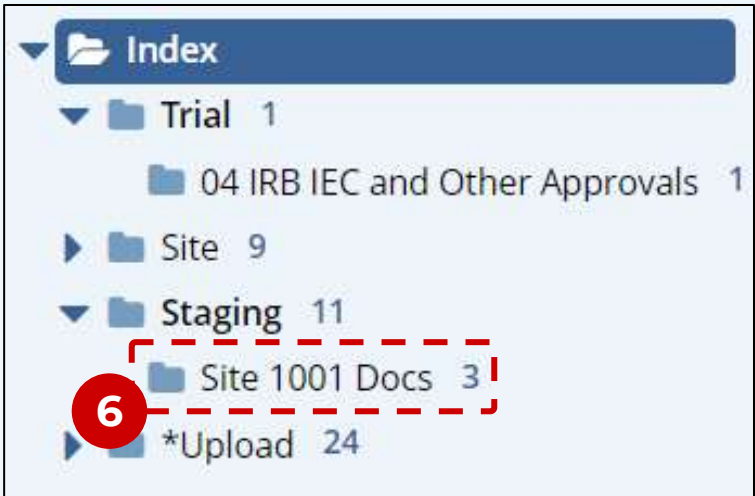 Index
Trial 1
04 IRB IEC and Other Approvals 1
Site 9
Staging 11
Site 1001 Docs 3
6
*Upload 24